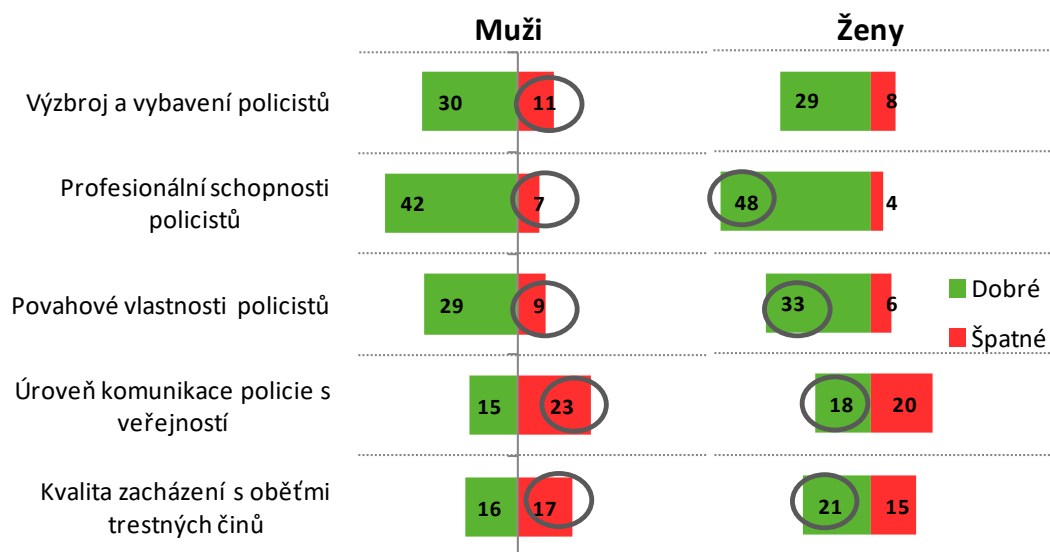 Muži
Ženy
Výzbroj a vybavení policistů
30
11
29
8
Profesionální schopnosti
policistů
42
7
48
4
Povahové vlastnosti policistů
29
9
33
6
Dobré
Špatné
Úroveň komunikace policie s
veřejností
15
23
18
20
Kvalita zacházení s oběťmi
trestných činů
16
17
21
15